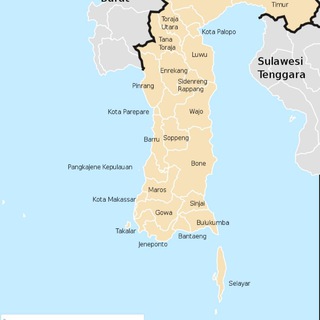 Timur
Toraja
Utara
Kota Palopo
Tana
Toraja
Luwu
Sulawesi
Tenggara
Enrekang
Pinrang
Sidenreng
Rappang
Kota Parepare
Wajo
Barru
Soppeng
Pangkajene Kepulauan
Bone
Maros
Kota Makassar
Sinjai
Gowa
Bulukumba
Takalar
Bantaeng
Jeneponto
Selayar